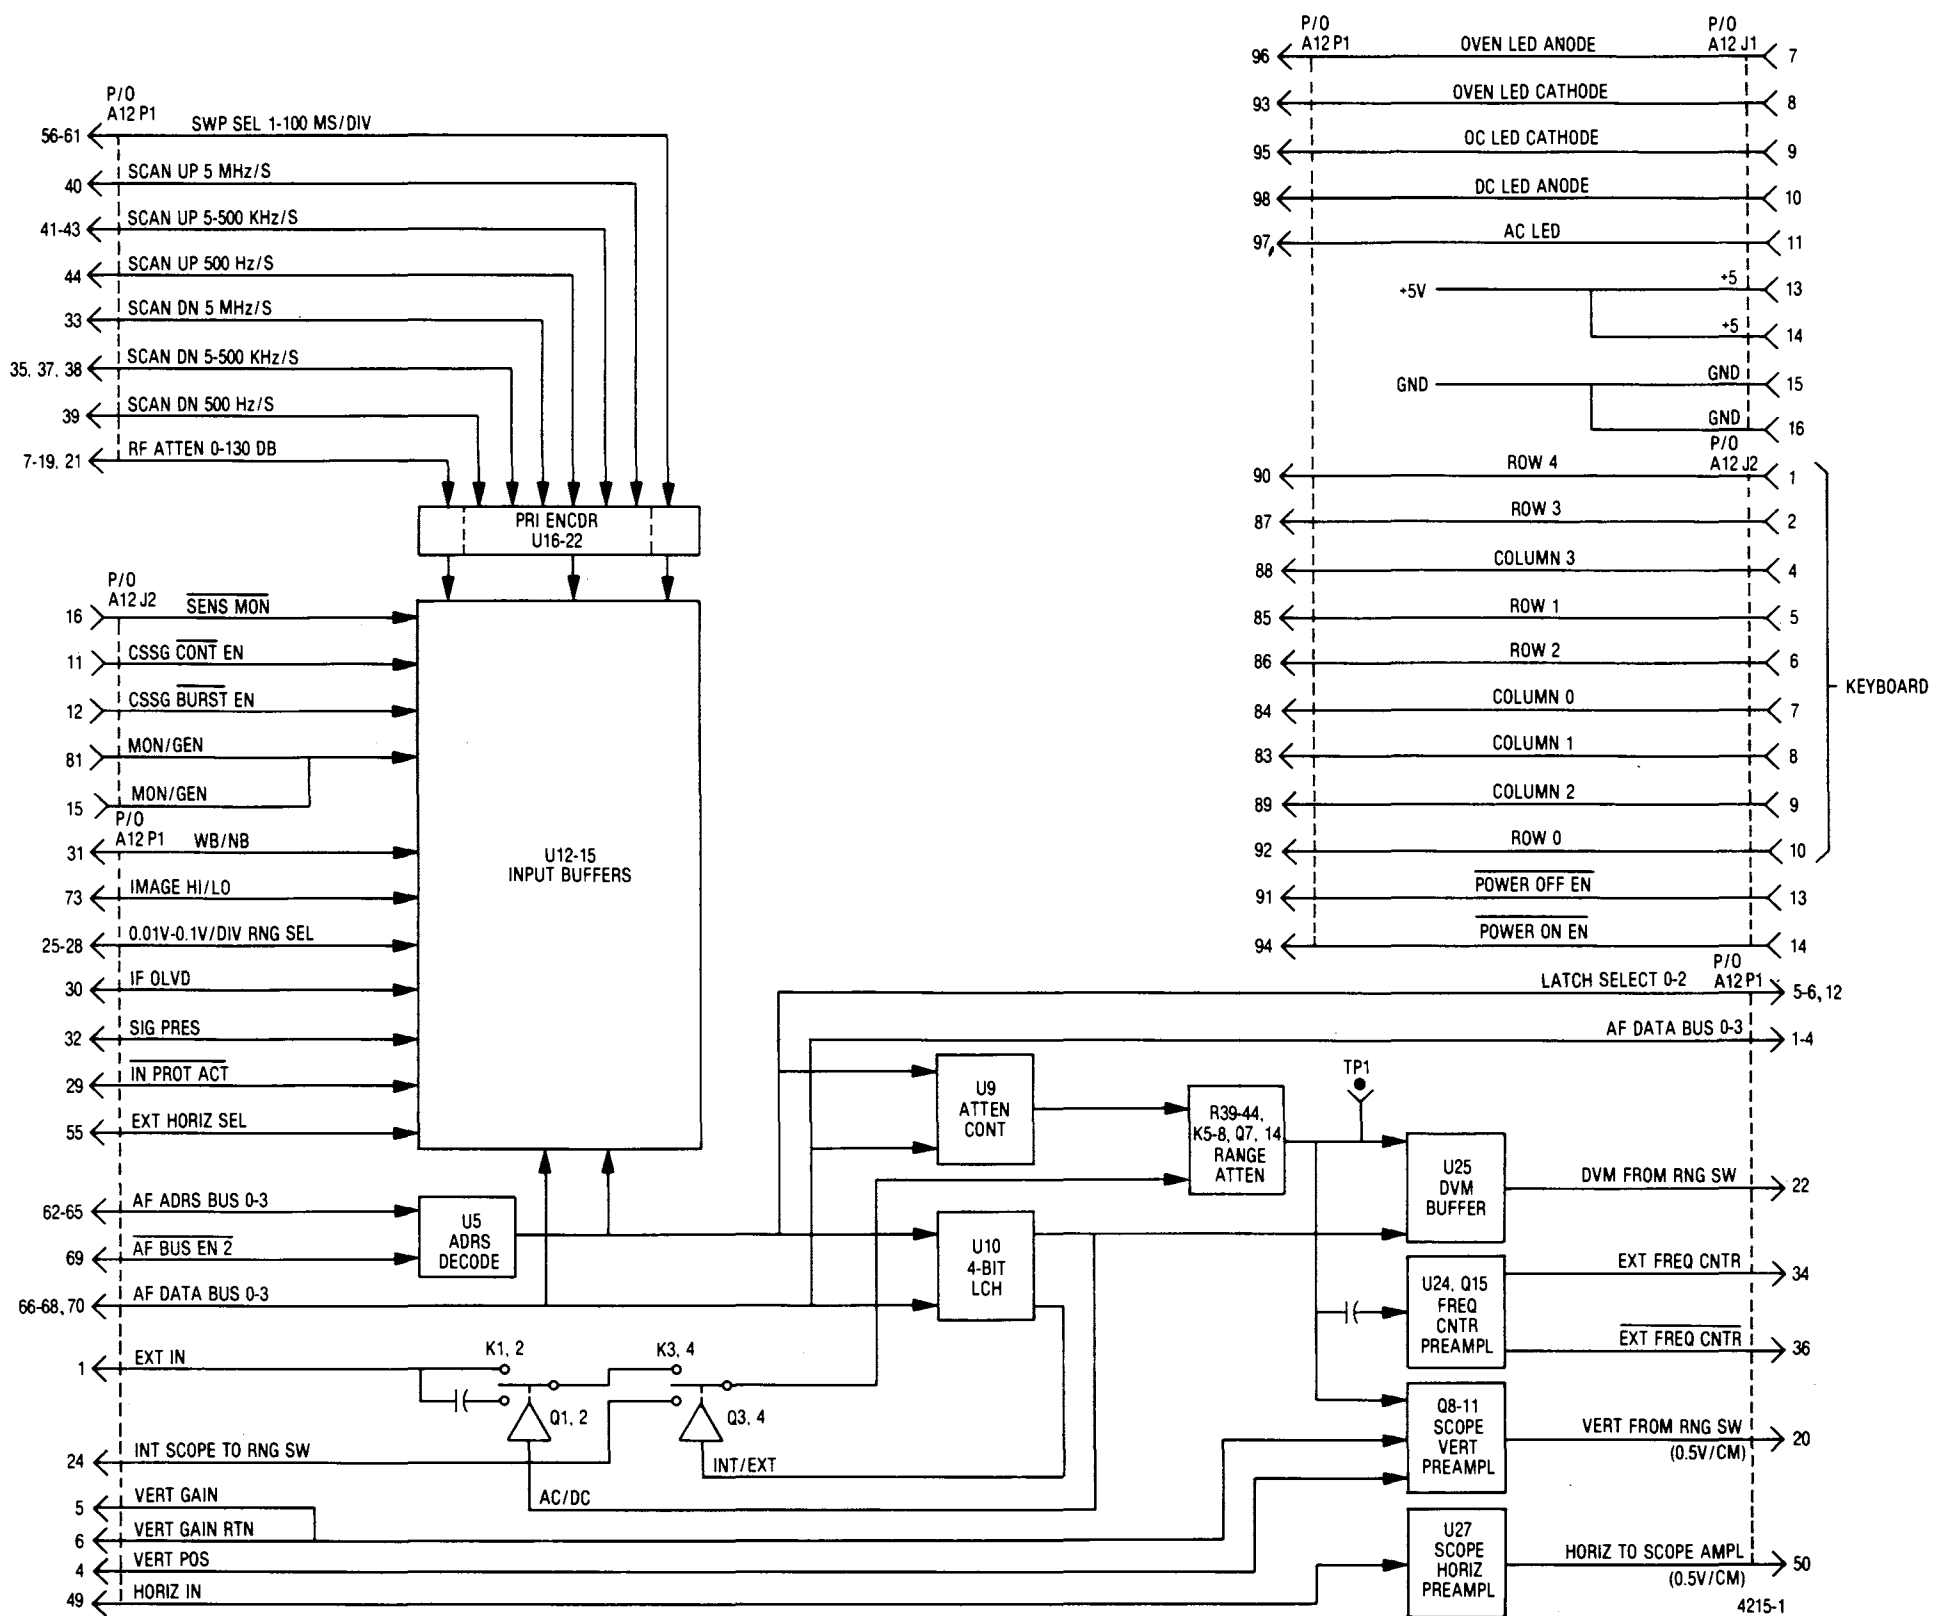 P/O
A12 P1
56-61 SWP SEL 1-100 MS/DIV
40 SCAN UP 5 MHz/S
41-43 SCAN UP 5-500 KHz/S
44 SCAN UP 500 Hz/S
33 SCAN DN 5 MHz/S
35, 37, 38 SCAN DN 5-500 KHz/S
39 SCAN DN 500 Hz/S
7-19, 21 RF ATTEN 0-130 DB
PRI ENCDR
U16-22
P/O
A12 J2
16 SENS MON
11 CSSG CONT EN
12 CSSG BURST EN
81 MON/GEN
15 MON/GEN
P/O
A12 P1
31 WB/NB
73 IMAGE HI/LO
25-28 0.01V-0.1V/DIV RNG SEL
30 IF OLVD
32 SIG PRES
29 IN PROT ACT
55 EXT HORIZ SEL
U12-15
INPUT BUFFERS
62-65 AF ADRS BUS 0-3
69 AF BUS EN 2
66-68, 70 AF DATA BUS 0-3
U5
ADRS
DECODE
1 EXT IN
K1, 2
K3, 4
Q1, 2
Q3, 4
24 INT SCOPE TO RNG SW
INT/EXT
AC/DC
5 VERT GAIN
6 VERT GAIN RTN
4 VERT POS
49 HORIZ IN
P/O
A12 P1
P/O
A12 J1
96 OVEN LED ANODE 7
93 OVEN LED CATHODE 8
95 OC LED CATHODE 9
98 DC LED ANODE 10
97 AC LED 11
+5V +5 13
+5 14
GND GND 15
GND 16
P/O
A12 J2
90 ROW 4 1
87 ROW 3 2
88 COLUMN 3 4
85 ROW 1 5
86 ROW 2 6
84 COLUMN 0 7
83 COLUMN 1 8
89 COLUMN 2 9
92 ROW 0 10
KEYBOARD
91 POWER OFF EN 13
94 POWER ON EN 14
P/O
A12 P1
LATCH SELECT 0-2 5-6, 12
AF DATA BUS 0-3 1-4
U9
ATTEN
CONT
R39-44,
K5-8, Q7, 14
RANGE
ATTEN
TP1
U25
DVM
BUFFER
DVM FROM RNG SW 22
U10
4-BIT
LCH
U24, Q15
FREQ
CNTR
PREAMPL
EXT FREQ CNTR 34
EXT FREQ CNTR 36
Q8-11
SCOPE
VERT
PREAMPL
VERT FROM RNG SW 20
(0.5V/CM)
U27
SCOPE
HORIZ
PREAMPL
HORIZ TO SCOPE AMPL 50
(0.5V/CM)
4215-1